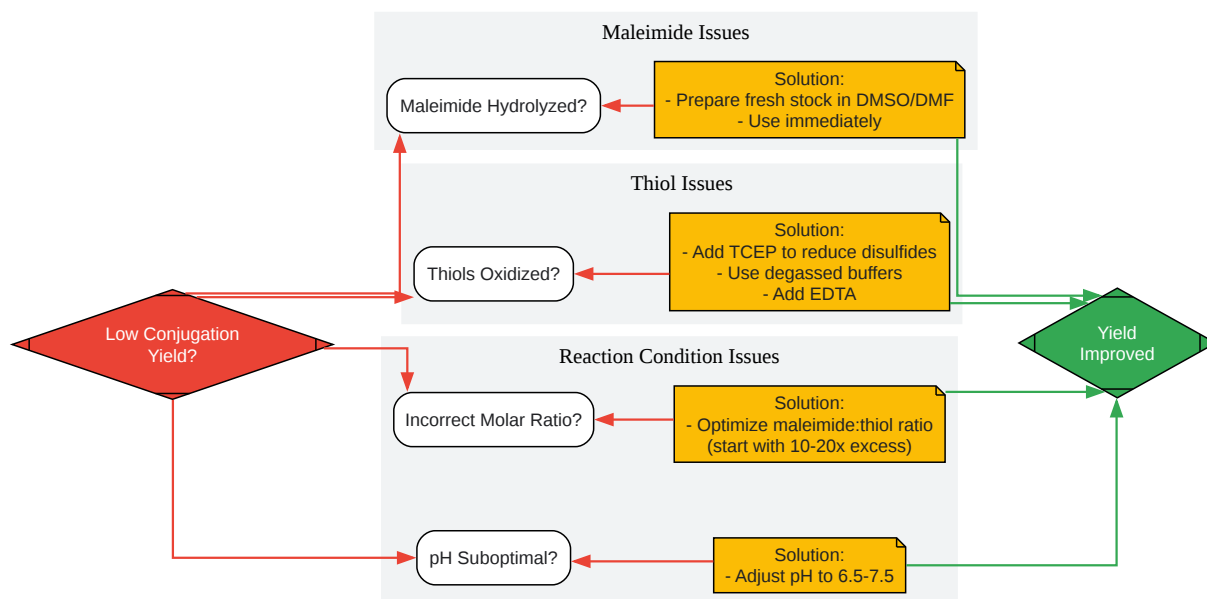 Maleimide Issues
Maleimide Hydrolyzed?
Solution:
- Prepare fresh stock in DMSO/DMF
- Use immediately
Thiol Issues
Thiols Oxidized?
Solution:
- Add TCEP to reduce disulfides
- Use degassed buffers
- Add EDTA
Low Conjugation
Yield?
Yield
Improved
Reaction Condition Issues
Incorrect Molar Ratio?
Solution:
- Optimize maleimide:thiol ratio
(start with 10-20x excess)
pH Suboptimal?
Solution:
- Adjust pH to 6.5-7.5